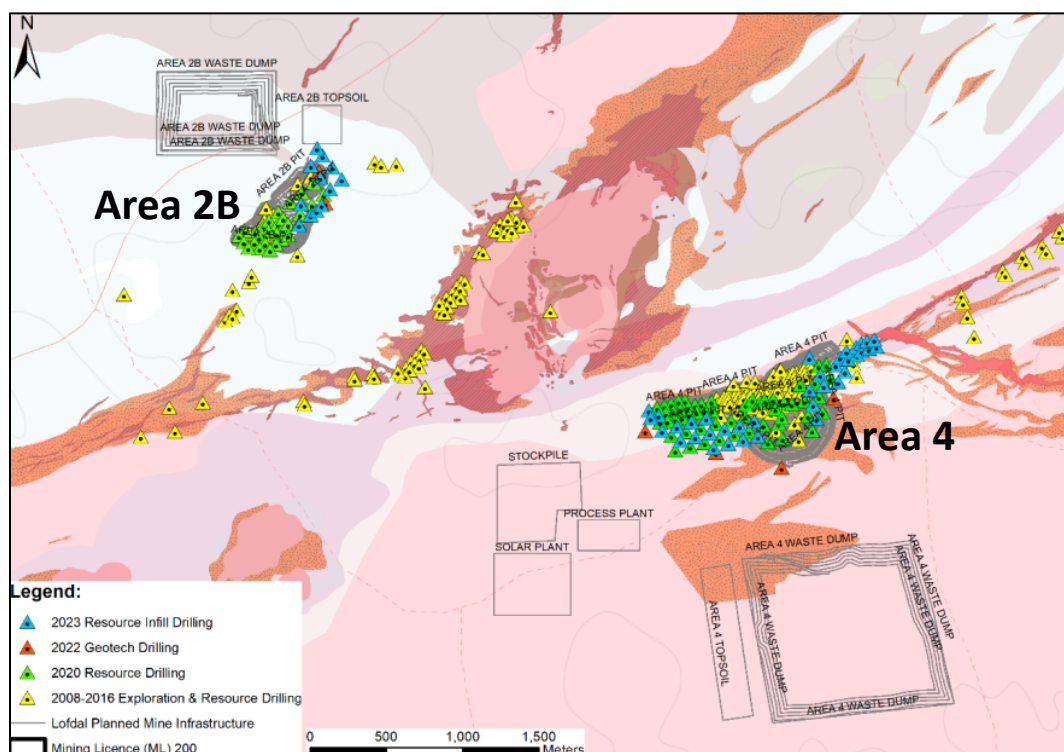 N
AREA 2B WASTE DUMP
AREA 2B TOPSOIL
AREA 2B WASTE DUMP
AREA 2B WASTE DUMP
AREA 2B PIT
Area 2B
AREA 4 PIT
AREA 4 PIT
AREA 4 PIT
AREA 4 PIT
Area 4
STOCKPILE
PROCESS PLANT
SOLAR PLANT
AREA 4 WASTE DUMP
AREA 4 WASTE DUMP
AREA 4 WASTE DUMP
AREA 4 WASTE DUMP
AREA 4 TOPSOIL
AREA 4 WASTE DUMP
Legend:
2023 Resource Infill Drilling
2022 Geotech Drilling
2020 Resource Drilling
2008-2016 Exploration & Resource Drilling
Lofdal Planned Mine Infrastructure
Mining Licence (ML) 200
0 500 1,000 1,500
Meters